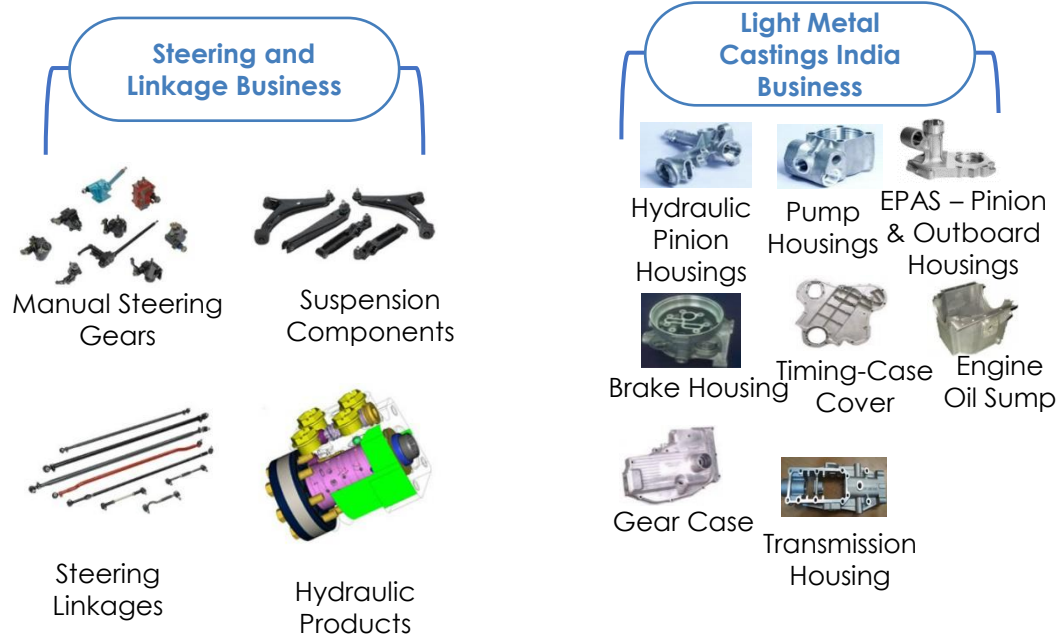 Steering and
Linkage Business
Manual Steering
Gears
Suspension
Components
Steering
Linkages
Hydraulic
Products
Light Metal
Castings India
Business
Hydraulic
Pinion
Housings
Pump
Housings
EPAS – Pinion
& Outboard
Housings
Brake Housing
Timing-Case
Cover
Engine
Oil Sump
Gear Case
Transmission
Housing